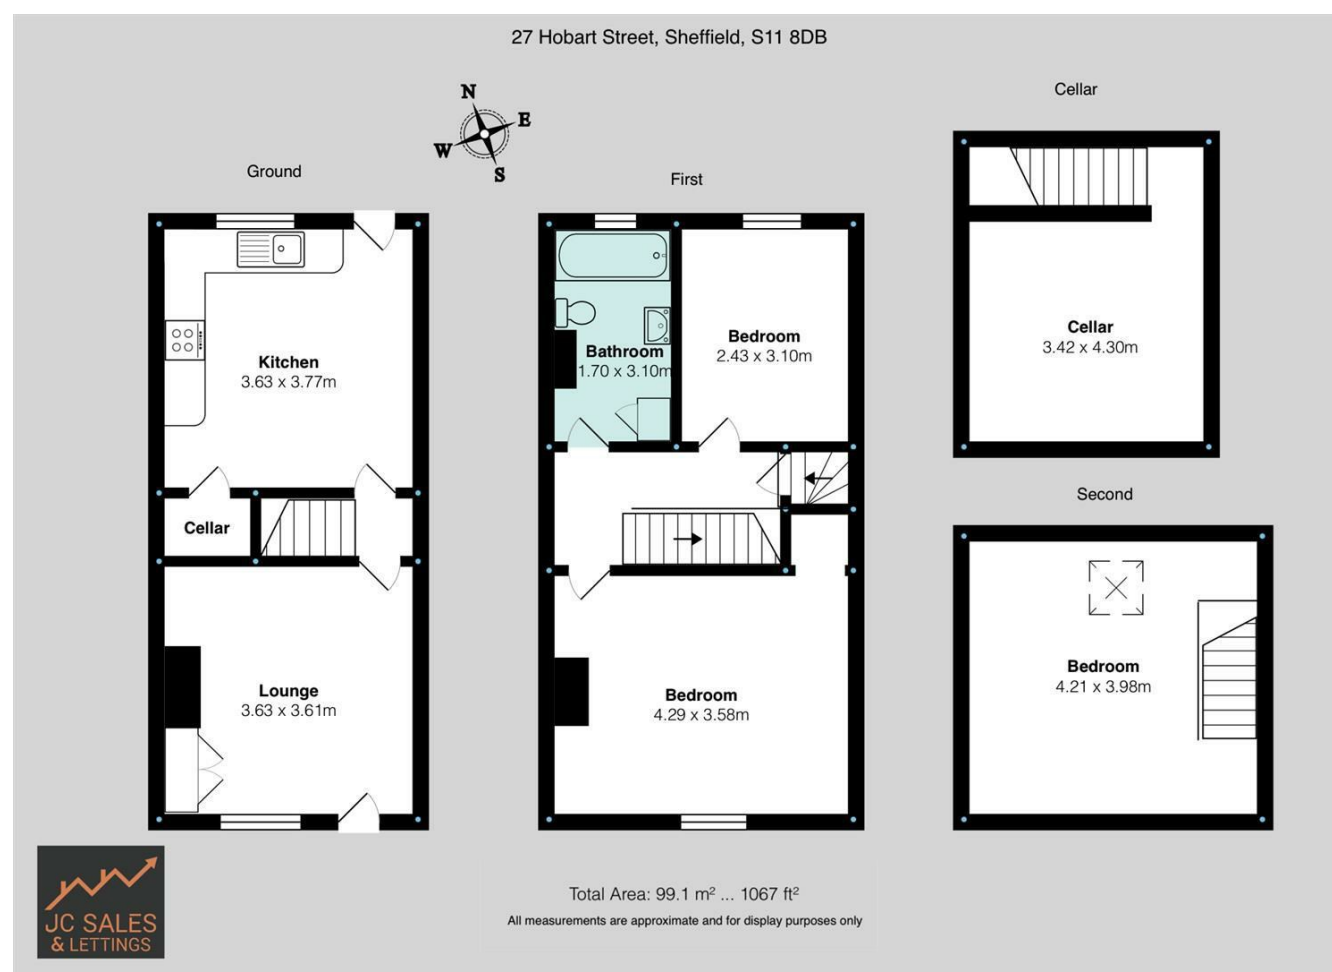 27 Hobart Street, Sheffield, S11 8DB
N
E
W
S
Cellar
Ground
First
Kitchen
3.63 x 3.77m
Cellar
Lounge
3.63 x 3.61m
Bathroom
1.70 x 3.10m
Bedroom
2.43 x 3.10m
Bedroom
4.29 x 3.58m
Cellar
3.42 x 4.30m
Second
Bedroom
4.21 x 3.98m
JC SALES
& LETTINGS
Total Area: 99.1 m² ... 1067 ft²
All measurements are approximate and for display purposes only